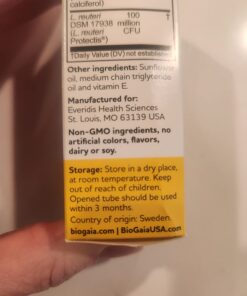 calciferol)
L. reuteri 100 †
DSM 17938 million
(L. reuteri CFU
Protectis®)
†Daily Value (DV) not established
Other ingredients: Sunflower
oil, medium chain triglyceride
oil and vitamin E.
Manufactured for:
Everidis Health Sciences
St. Louis, MO 63139 USA
Non-GMO ingredients, no
artificial colors, flavors,
dairy or soy.
Storage: Store in a dry place,
at room temperature. Keep
out of reach of children.
Opened tube should be used
within 3 months.
Country of origin: Sweden.
biogaia.com | BioGaiaUSA.com